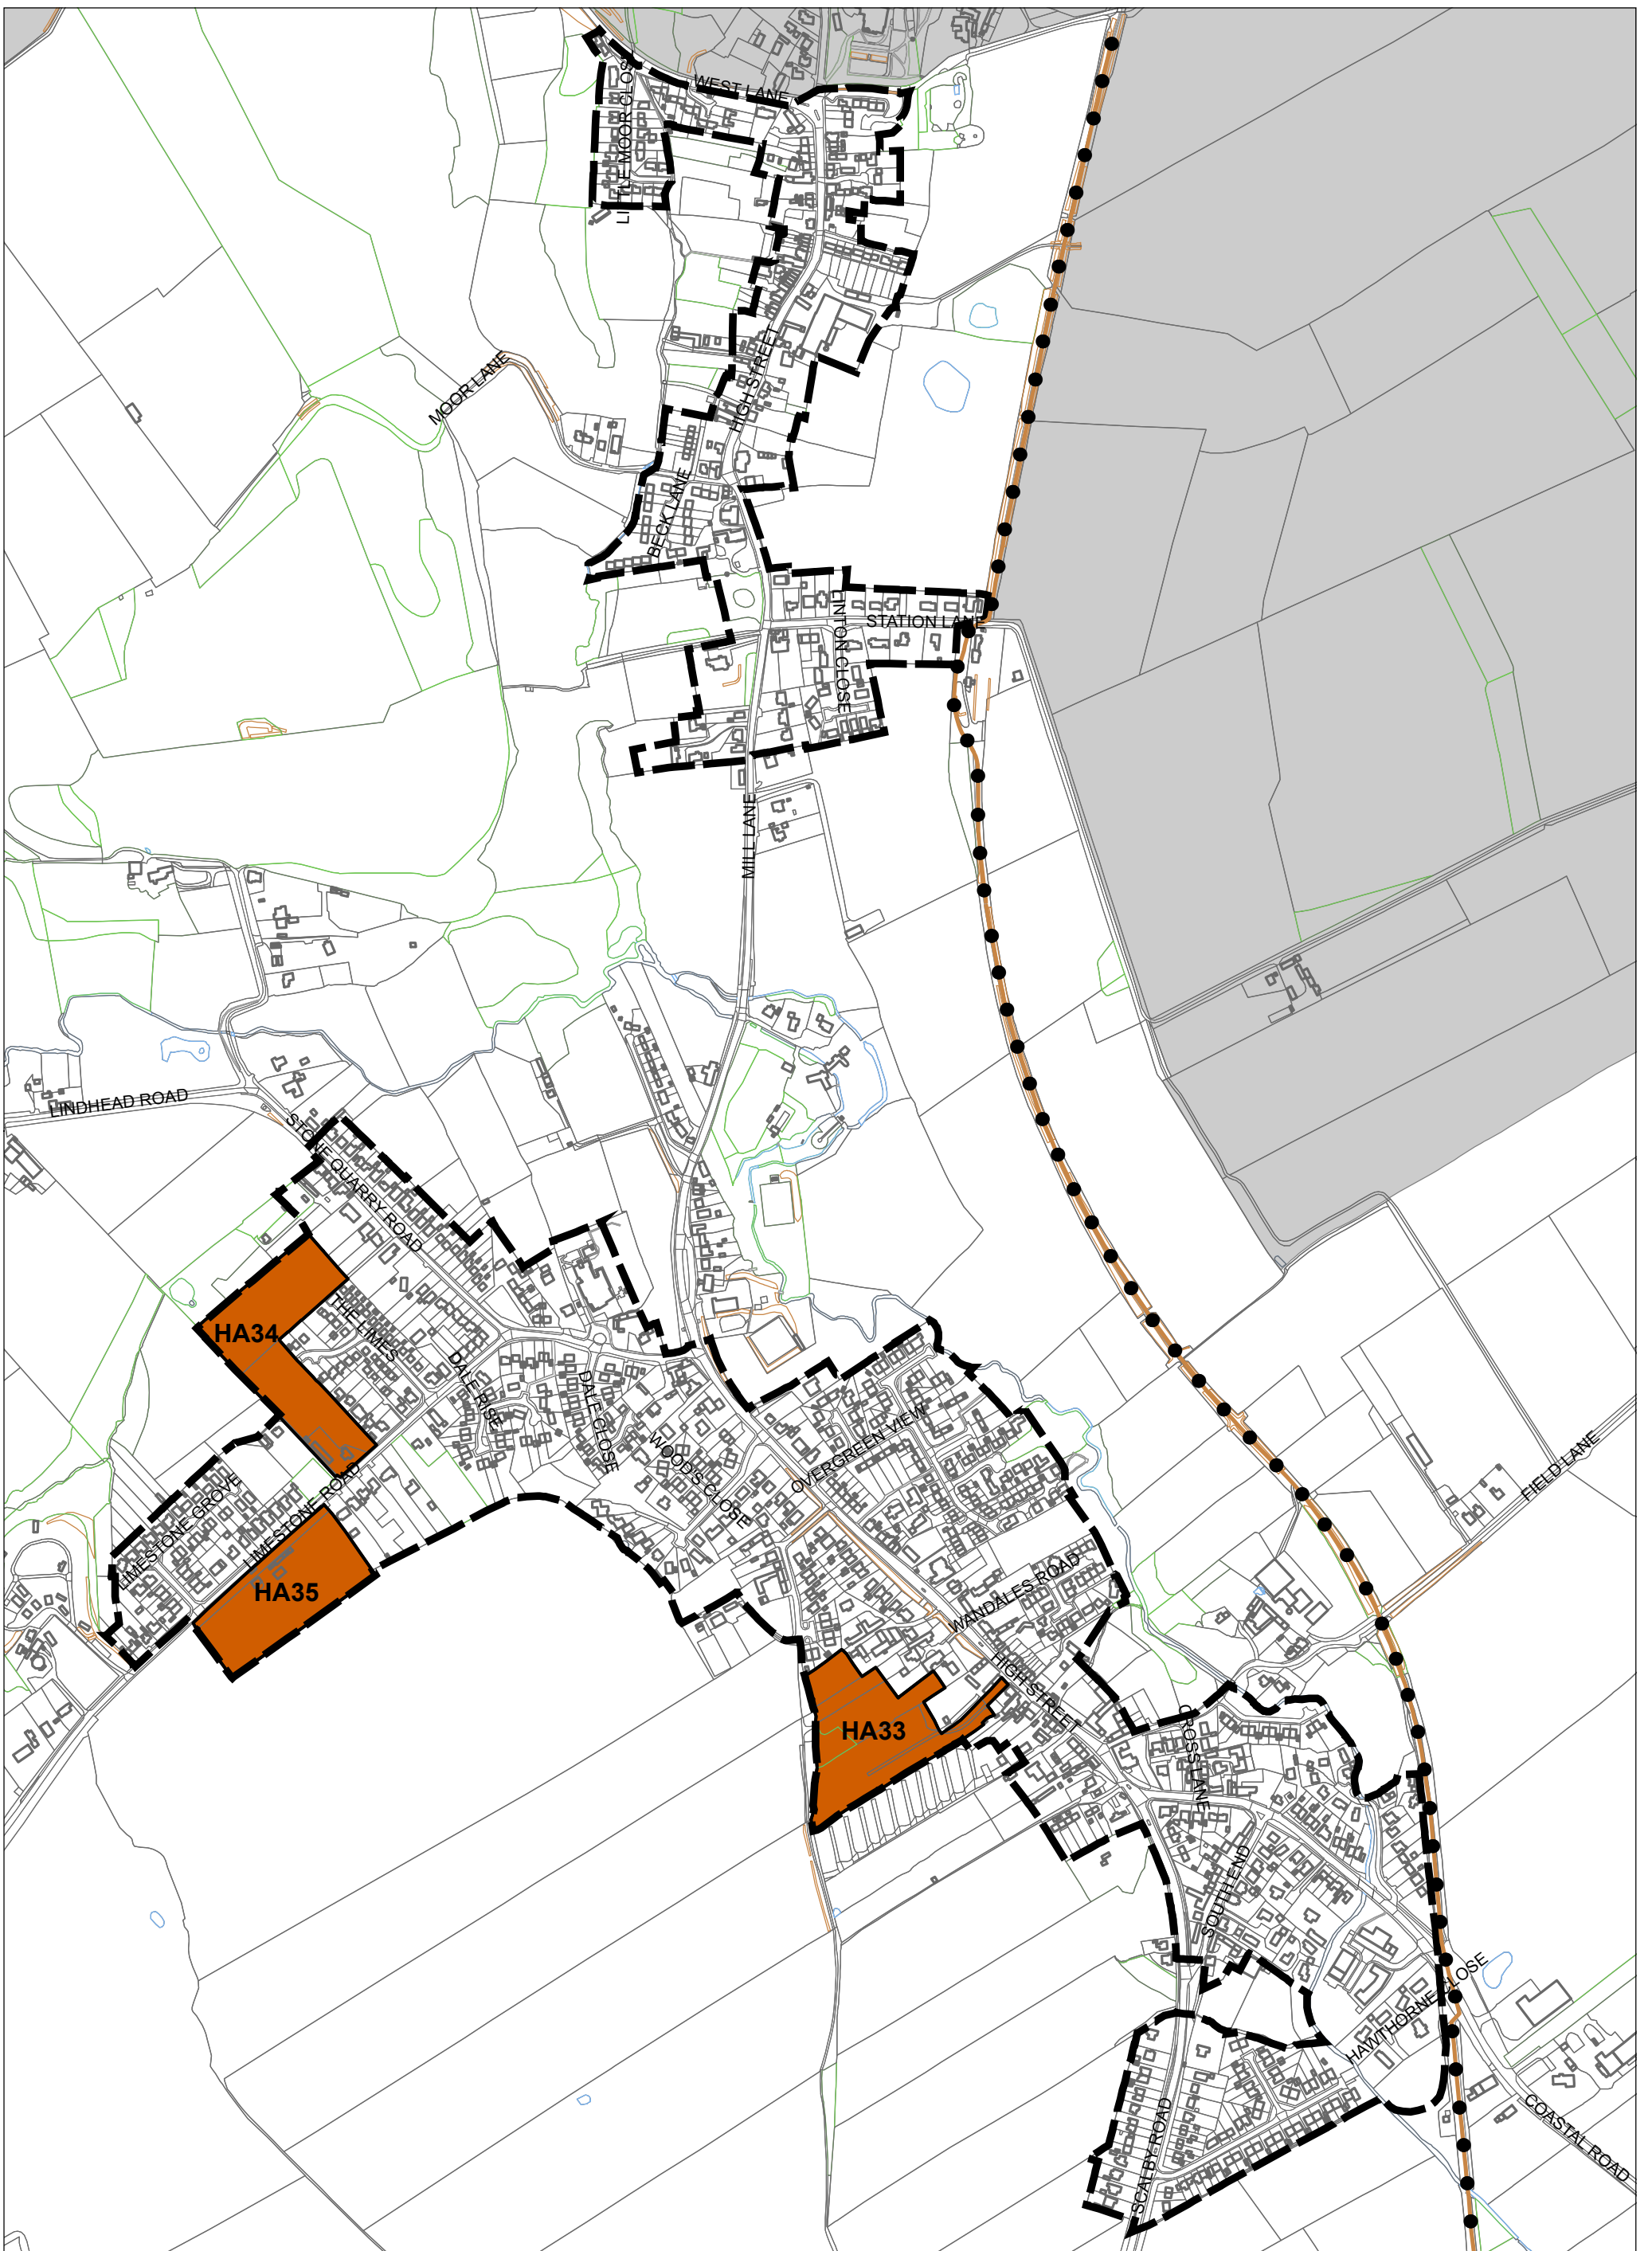 WEST LANE
LITTLE MOOR CLOSE
HIGH STREET
MOOR LANE
BECK LANE
LINTON CLOSE
STATION LANE
MILL LANE
LINDHEAD ROAD
STONE QUARRY ROAD
HA34
THE LIMES
DALE RISE
DALE CLOSE
WOOD'S CLOSE
OVERGREEN VIEW
LIMESTONE GROVE
LIMESTONE ROAD
HA35
FIELD LANE
WANDALES ROAD
HIGH STREET
HA33
CROSS LANE
SOUTH END
HAWTHORNE CLOSE
COASTAL ROAD
SCALBY ROAD